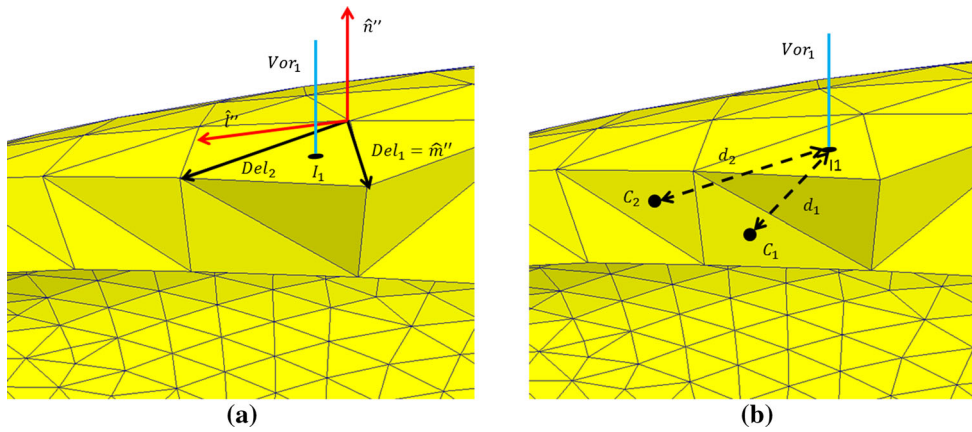 n̂''
Vor₁
l̂''
Del₁ = m̂''
Del₂
I₁
(a)
Vor₁
I1
d₂
d₁
C₂
C₁
(b)